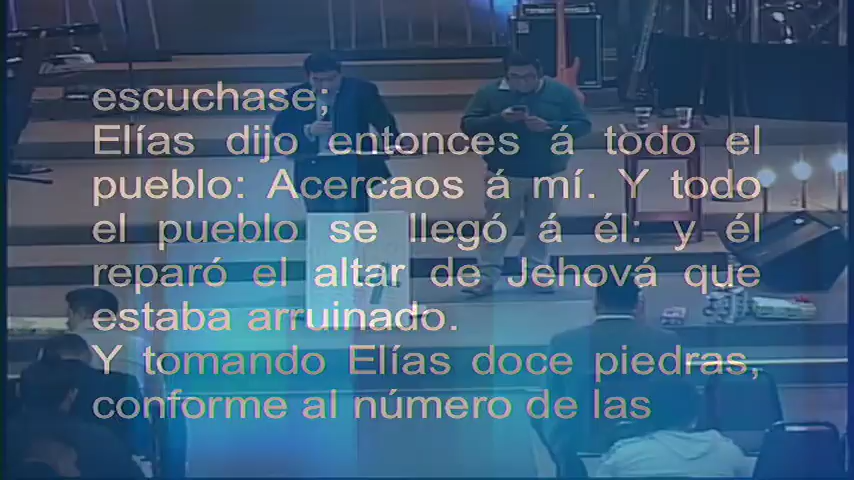 escuchase;
Elías dijo entonces á todo el
pueblo: Acercaos á mí. Y todo
el pueblo se llegó á él: y él
reparó el altar de Jehová que
estaba arruinado.
Y tomando Elías doce piedras,
conforme al número de las